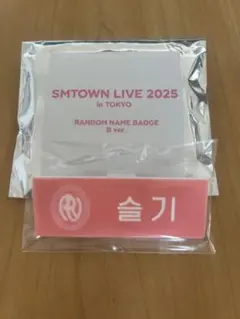 SMTOWN LIVE 2025
in TOKYO
RANDOM NAME BADGE
B ver.
슬기